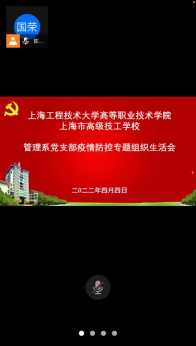 国荣
上海工程技术大学高等职业技术学院
上海市高级技工学校
管理系党支部疫情防控专题组织生活会
二〇二二年四月四日